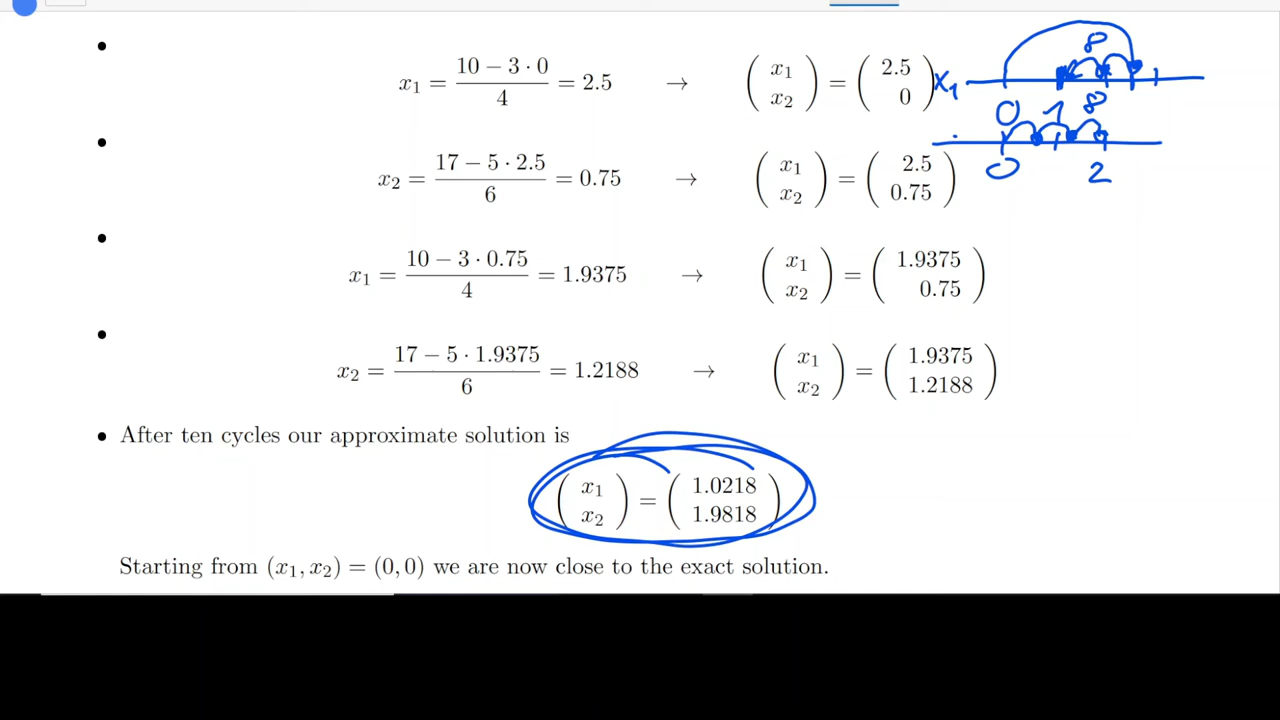 • x₁ = (10 − 3 · 0)/4 = 2.5 → (x₁ x₂) = (2.5 0)
x₁ 8
0 1 8
0 2
• x₂ = (17 − 5 · 2.5)/6 = 0.75 → (x₁ x₂) = (2.5 0.75)
• x₁ = (10 − 3 · 0.75)/4 = 1.9375 → (x₁ x₂) = (1.9375 0.75)
• x₂ = (17 − 5 · 1.9375)/6 = 1.2188 → (x₁ x₂) = (1.9375 1.2188)
• After ten cycles our approximate solution is
(x₁ x₂) = (1.0218 1.9818)
Starting from (x₁, x₂) = (0, 0) we are now close to the exact solution.